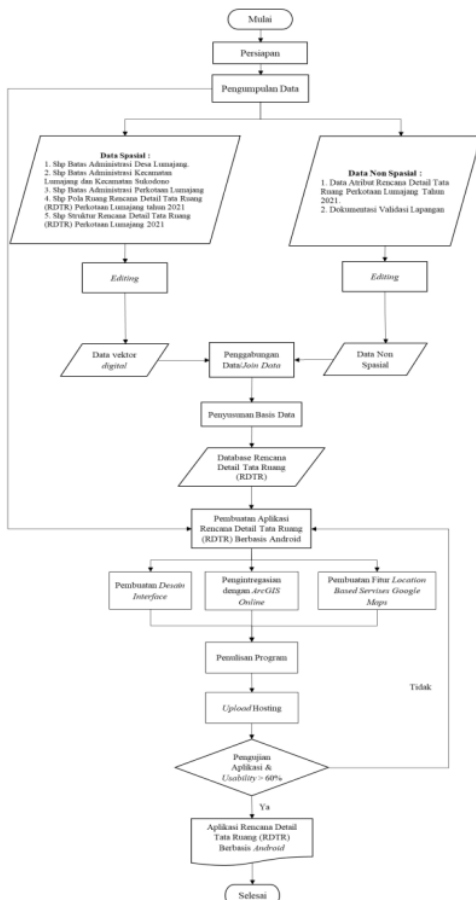 Mulai
Persiapan
Pengumpulan Data
Data Spasial :
1. Shp Batas Administrasi Desa Lumajang.
2. Shp Batas Administrasi Kecamatan
Lumajang dan Kecamatan Sukodono
3. Shp Batas Administrasi Perkotaan Lumajang
4. Shp Pola Ruang Rencana Detail Tata Ruang
(RDTR) Perkotaan Lumajang tahun 2021
5. Shp Struktur Rencana Detail Tata Ruang
(RDTR) Perkotaan Lumajang 2021
Data Non Spasial :
1. Data Atribut Rencana Detail Tata
Ruang Perkotaan Lumajang Tahun
2021.
2. Dokumentasi Validasi Lapangan
Editing
Editing
Data vektor
digital
Penggabungan
Data/Join Data
Data Non
Spasial
Penyusunan Basis Data
Database Rencana
Detail Tata Ruang
(RDTR)
Pembuatan Aplikasi
Rencana Detail Tata Ruang
(RDTR) Berbasis Android
Pembuatan Desain
Interface
Pengintregasian
dengan ArcGIS
Online
Pembuatan Fitur Location
Based Servises Google
Maps
Penulisan Program
Upload Hosting
Tidak
Pengujian
Aplikasi &
Usability > 60%
Ya
Aplikasi Rencana Detail
Tata Ruang (RDTR)
Berbasis Android
Selesai